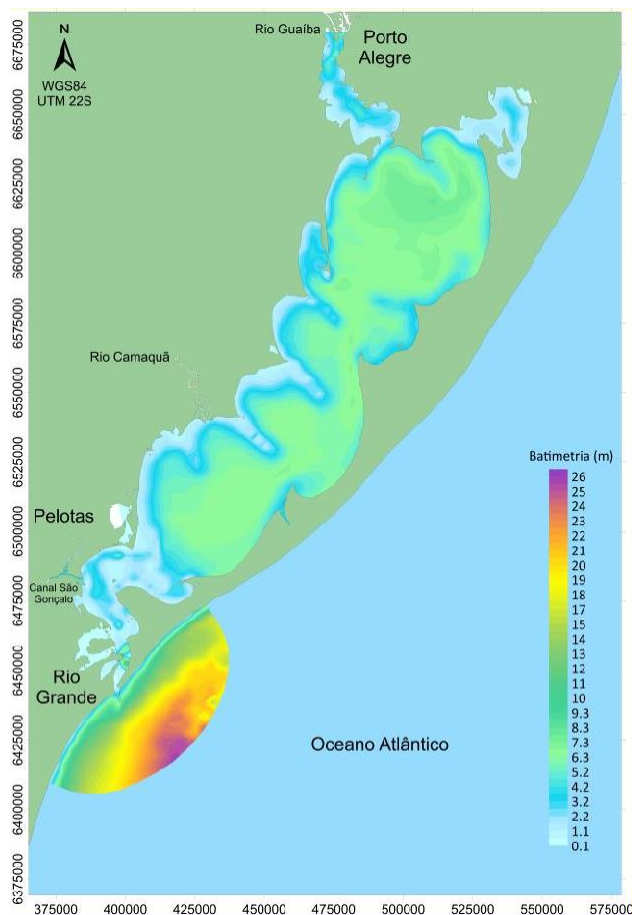 N
WGS84
UTM 22S
Rio Guaíba
Porto
Alegre
Rio Camaquã
Pelotas
Canal São
Gonçalo
Rio
Grande
Oceano Atlântico
Batimetria (m)
26
25
24
23
22
21
20
19
18
17
15
14
13
12
11
10
9.3
8.3
7.3
6.3
5.2
4.2
3.2
2.2
1.1
0.1
6675000
6650000
6625000
6600000
6575000
6550000
6525000
6500000
6475000
6450000
6425000
6400000
6375000
375000 400000 425000 450000 475000 500000 525000 550000 575000